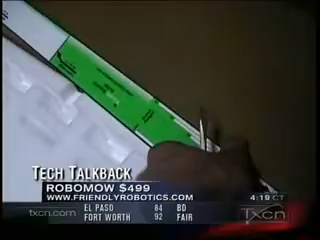 TECH TALKBACK
ROBOMOW $499
WWW.FRIENDLYROBOTICS.COM
4:19 CT
txcn.com
EL PASO 84 BD
FORT WORTH 92 FAIR
TXCN